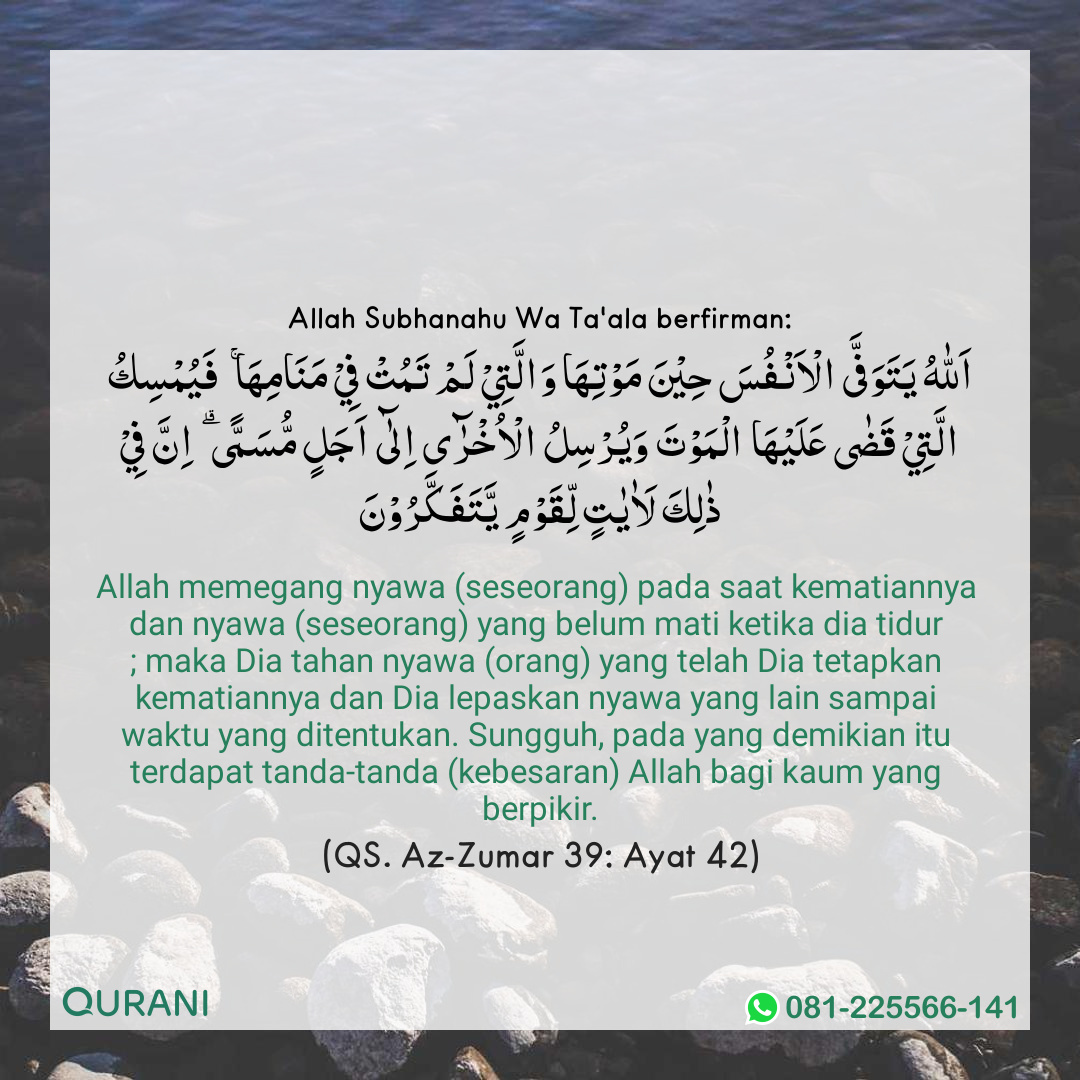 Allah Subhanahu Wa Ta'ala berfirman:
اَللّٰهُ يَتَوَفَّى الْاَنْفُسَ حِيْنَ مَوْتِهَا وَالَّتِيْ لَمْ تَمُتْ فِيْ مَنَامِهَا ۚ فَيُمْسِكُ
الَّتِيْ قَضٰى عَلَيْهَا الْمَوْتَ وَيُرْسِلُ الْاُخْرٰٓى اِلٰٓى اَجَلٍ مُّسَمًّى ۗ اِنَّ فِيْ
ذٰلِكَ لَاٰيٰتٍ لِّقَوْمٍ يَّتَفَكَّرُوْنَ
Allah memegang nyawa (seseorang) pada saat kematiannya
dan nyawa (seseorang) yang belum mati ketika dia tidur
; maka Dia tahan nyawa (orang) yang telah Dia tetapkan
kematiannya dan Dia lepaskan nyawa yang lain sampai
waktu yang ditentukan. Sungguh, pada yang demikian itu
terdapat tanda-tanda (kebesaran) Allah bagi kaum yang
berpikir.
(QS. Az-Zumar 39: Ayat 42)
QURANI
081-225566-141